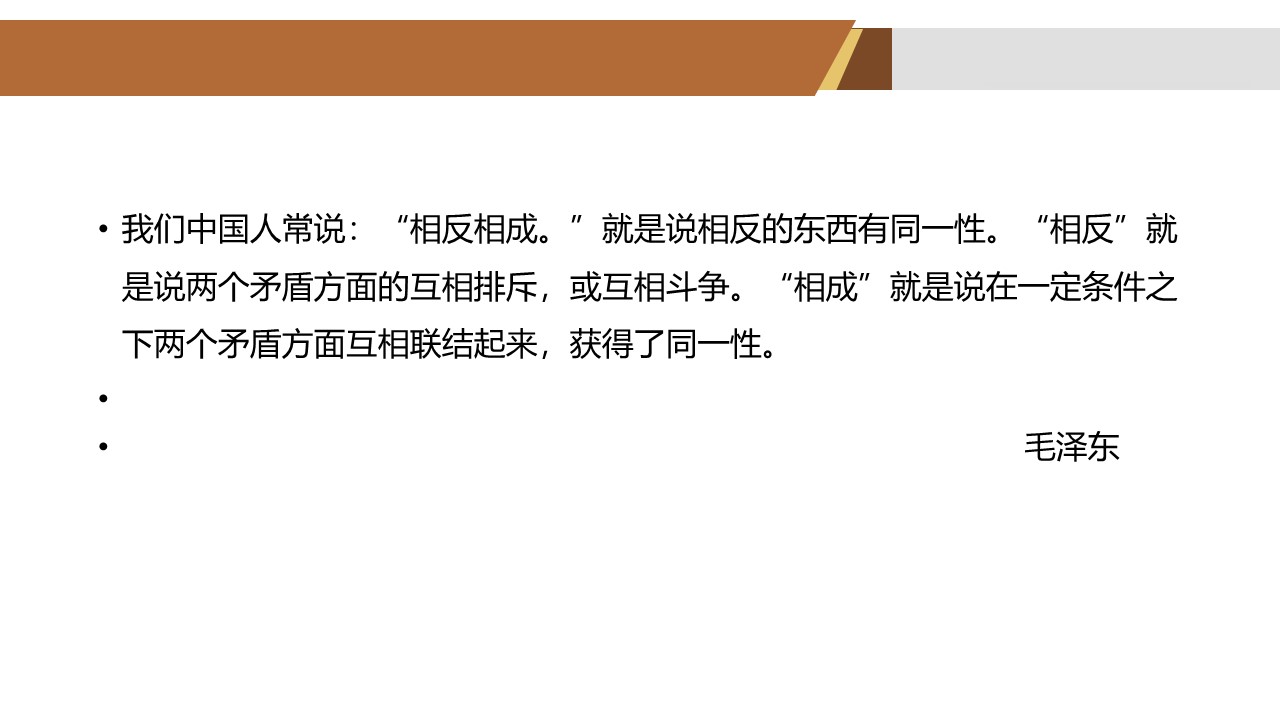 • 我们中国人常说：“相反相成。”就是说相反的东西有同一性。“相反”就
是说两个矛盾方面的互相排斥，或互相斗争。“相成”就是说在一定条件之
下两个矛盾方面互相联结起来，获得了同一性。
•
• 毛泽东